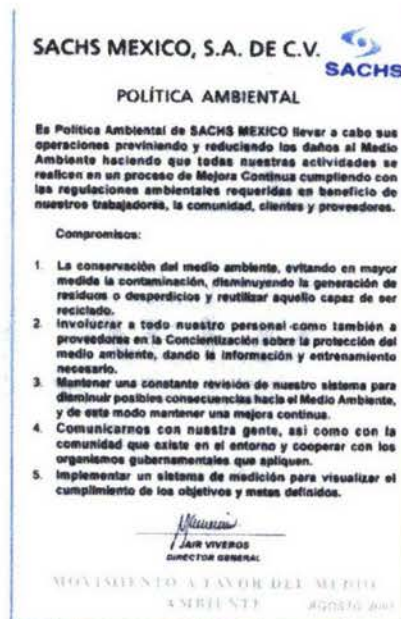 SACHS MEXICO, S.A. DE C.V.
SACHS
POLÍTICA AMBIENTAL
Es Política Ambiental de SACHS MEXICO llevar a cabo sus
operaciones previniendo y reduciendo los daños al Medio
Ambiente haciendo que todas nuestras actividades se
realicen en un proceso de Mejora Continua cumpliendo con
las regulaciones ambientales requeridas en beneficio de
nuestros trabajadores, la comunidad, clientes y proveedores.
Compromisos:
1. La conservación del medio ambiente, evitando en mayor
medida la contaminación, disminuyendo la generación de
residuos o desperdicios y reutilizar aquello capaz de ser
reciclado.
2. Involucrar a todo nuestro personal como también a
proveedores en la Concientización sobre la protección del
medio ambiente, dando la información y entrenamiento
necesario.
3. Mantener una constante revisión de nuestro sistema para
disminuir posibles consecuencias hacia el Medio Ambiente,
y de este modo mantener una mejora continua.
4. Comunicarnos con nuestra gente, así como con la
comunidad que existe en el entorno y cooperar con los
organismos gubernamentales que apliquen.
5. Implementar un sistema de medición para visualizar el
cumplimiento de los objetivos y metas definidos.
JAIR VIVEROS
DIRECTOR GENERAL
MOVIMIENTO A FAVOR DEL MEDIO
AMBIENTE AGOSTO